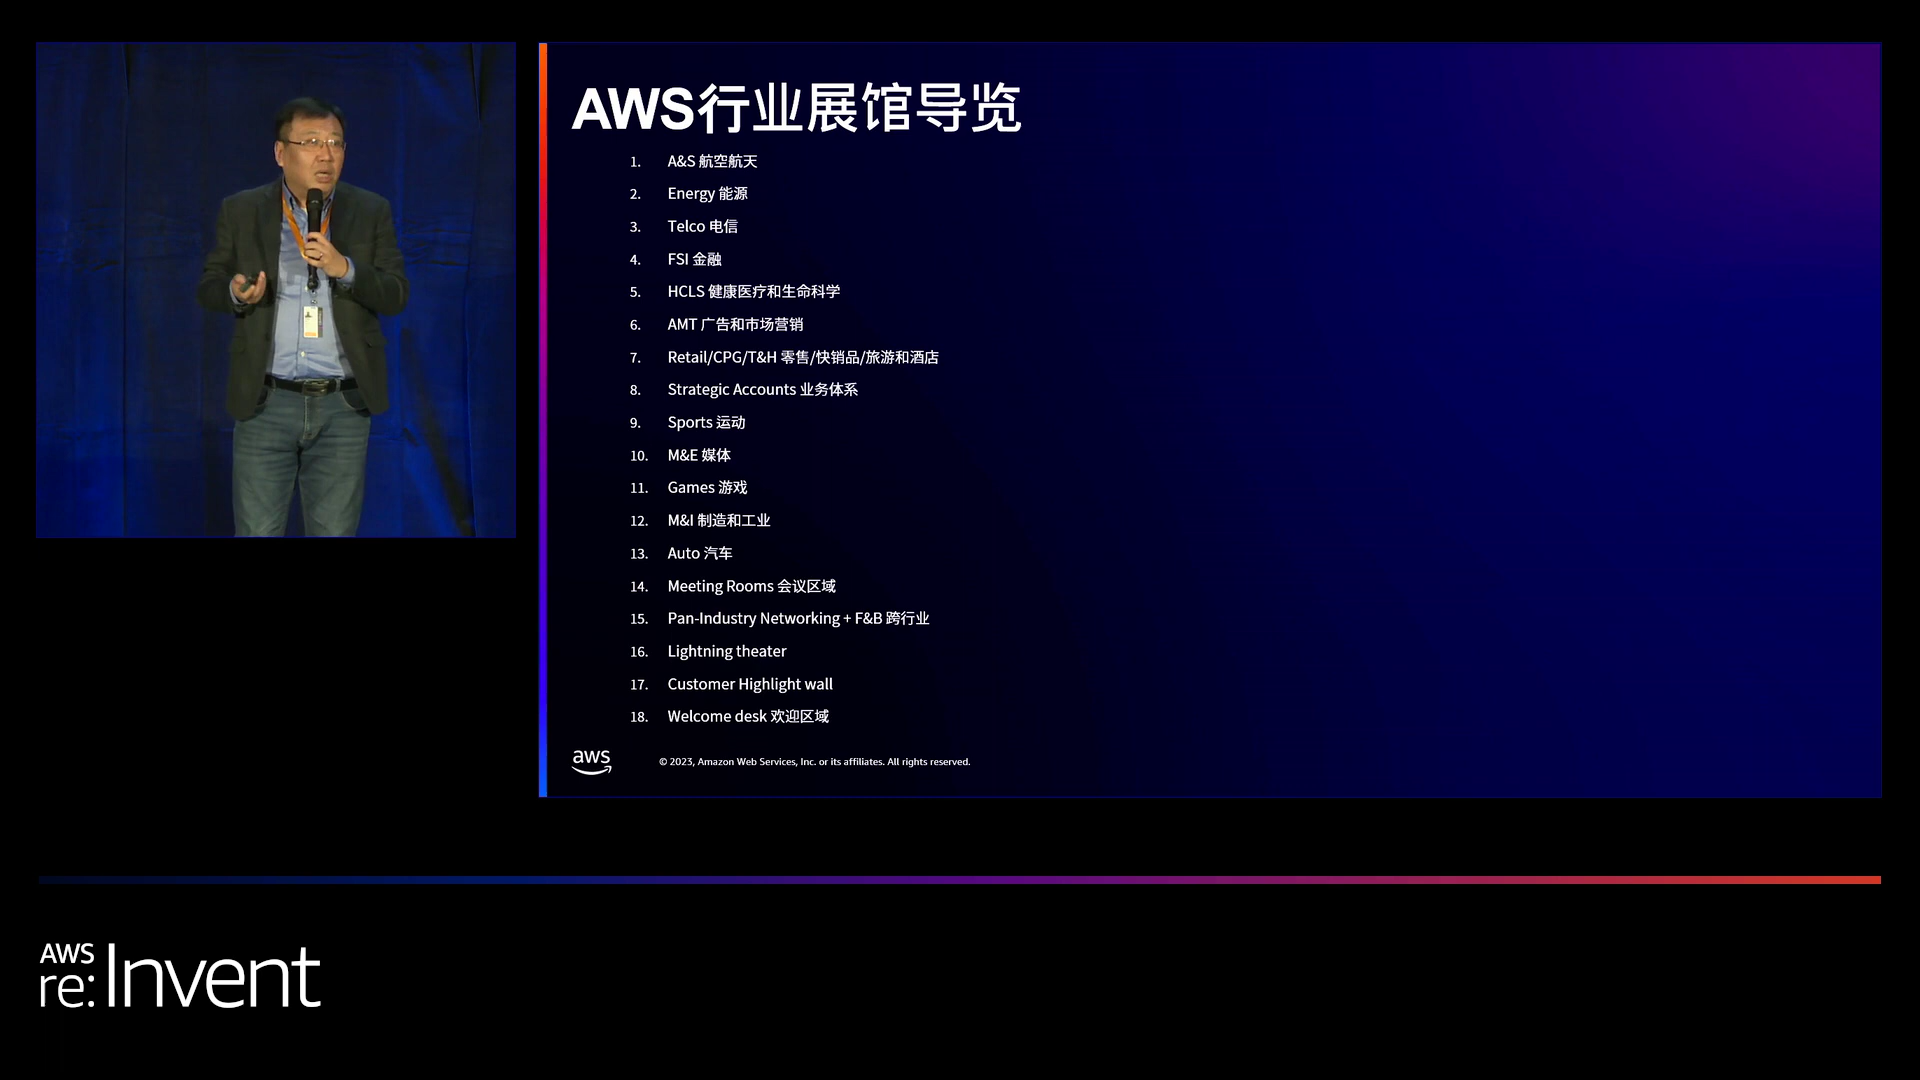 AWS行业展馆导览
1. A&S 航空航天
2. Energy 能源
3. Telco 电信
4. FSI 金融
5. HCLS 健康医疗和生命科学
6. AMT 广告和市场营销
7. Retail/CPG/T&H 零售/快销品/旅游和酒店
8. Strategic Accounts 业务体系
9. Sports 运动
10. M&E 媒体
11. Games 游戏
12. M&I 制造和工业
13. Auto 汽车
14. Meeting Rooms 会议区域
15. Pan-Industry Networking + F&B 跨行业
16. Lightning theater
17. Customer Highlight wall
18. Welcome desk 欢迎区域
aws
© 2023, Amazon Web Services, Inc. or its affiliates. All rights reserved.
AWS
re:Invent